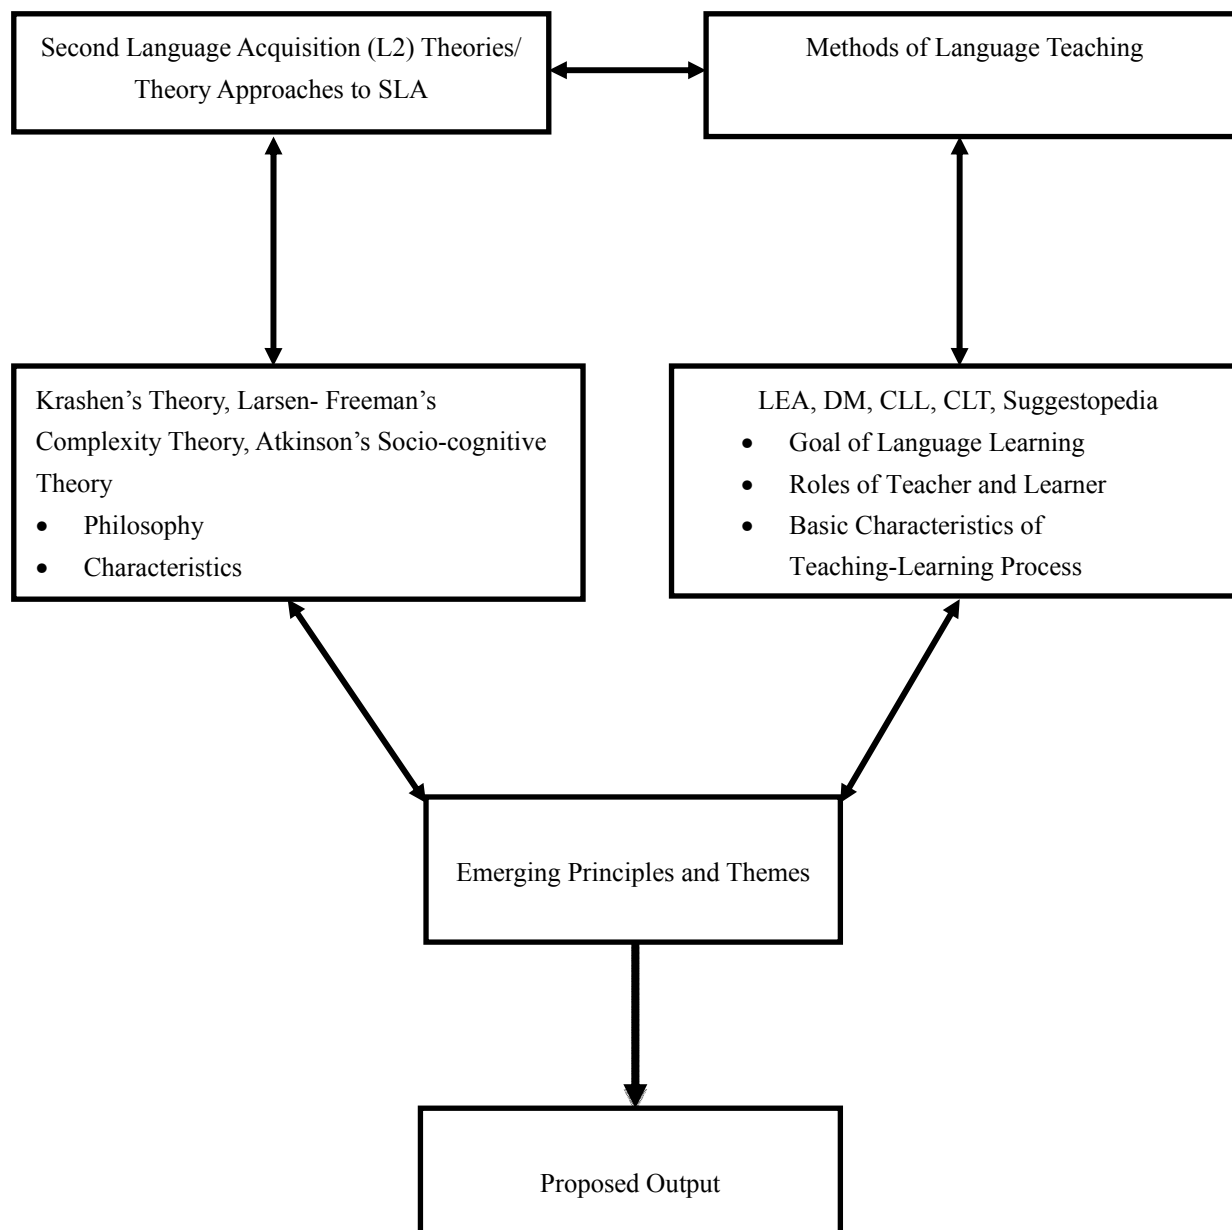 Second Language Acquisition (L2) Theories/
Theory Approaches to SLA
Methods of Language Teaching
Krashen’s Theory, Larsen- Freeman’s
Complexity Theory, Atkinson’s Socio-cognitive
Theory
• Philosophy
• Characteristics
LEA, DM, CLL, CLT, Suggestopedia
• Goal of Language Learning
• Roles of Teacher and Learner
• Basic Characteristics of
Teaching-Learning Process
Emerging Principles and Themes
Proposed Output